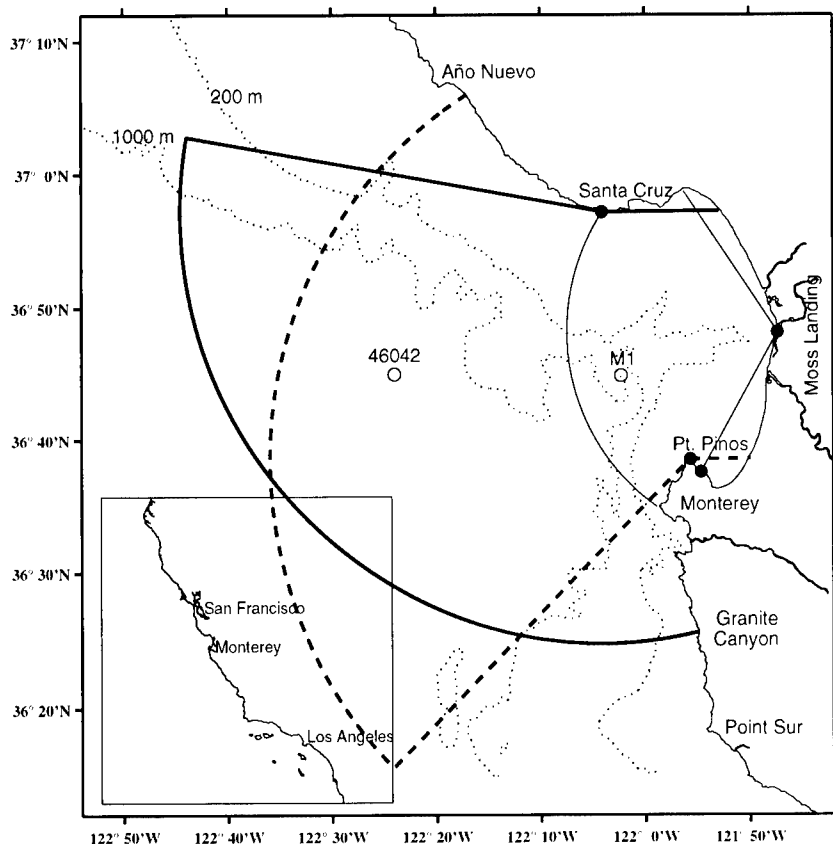 37° 10'N
Año Nuevo
200 m
1000 m
37° 0'N
Santa Cruz
36° 50'N
Moss Landing
46042
M1
36° 40'N
Pt. Pinos
Monterey
36° 30'N
San Francisco
Granite
Canyon
Monterey
36° 20'N
Point Sur
Los Angeles
122° 50'W
122° 40'W
122° 30'W
122° 20'W
122° 10'W
122° 0'W
121° 50'W